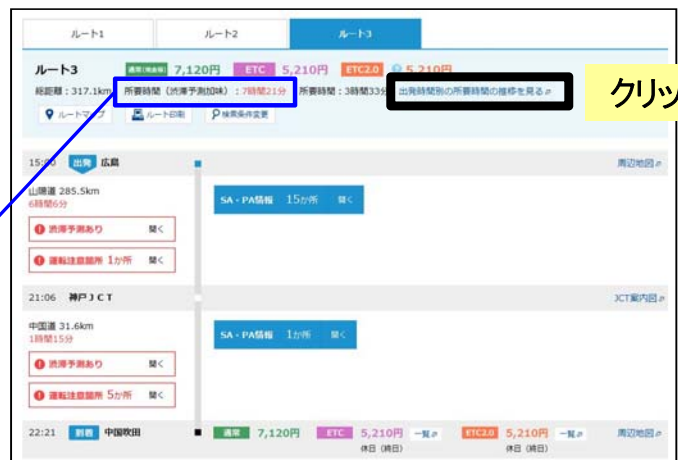 ルート1 ルート2 ルート3
ルート3 通常(現金等) 7,120円 ETC 5,210円 ETC2.0 5,210円
総距離：317.1km 所要時間（渋滞予測加味）：7時間21分 所要時間：3時間33分 出発時間別の所要時間の推移を見る
ルートマップ ルート印刷 検索条件変更
クリッ
15:00 出発 広島 周辺地図
山陽道 285.5km
6時間6分
SA・PA情報 15か所 開く
渋滞予測あり 開く
運転注意箇所 1か所 開く
21:06 神戸JCT JCT案内図
中国道 31.6km
1時間15分
SA・PA情報 1か所 開く
渋滞予測あり 開く
運転注意箇所 5か所 開く
22:21 到着 中国吹田 通常 7,120円 ETC 5,210円 一覧 ETC2.0 5,210円 一覧 周辺地図
休日（終日） 休日（終日）